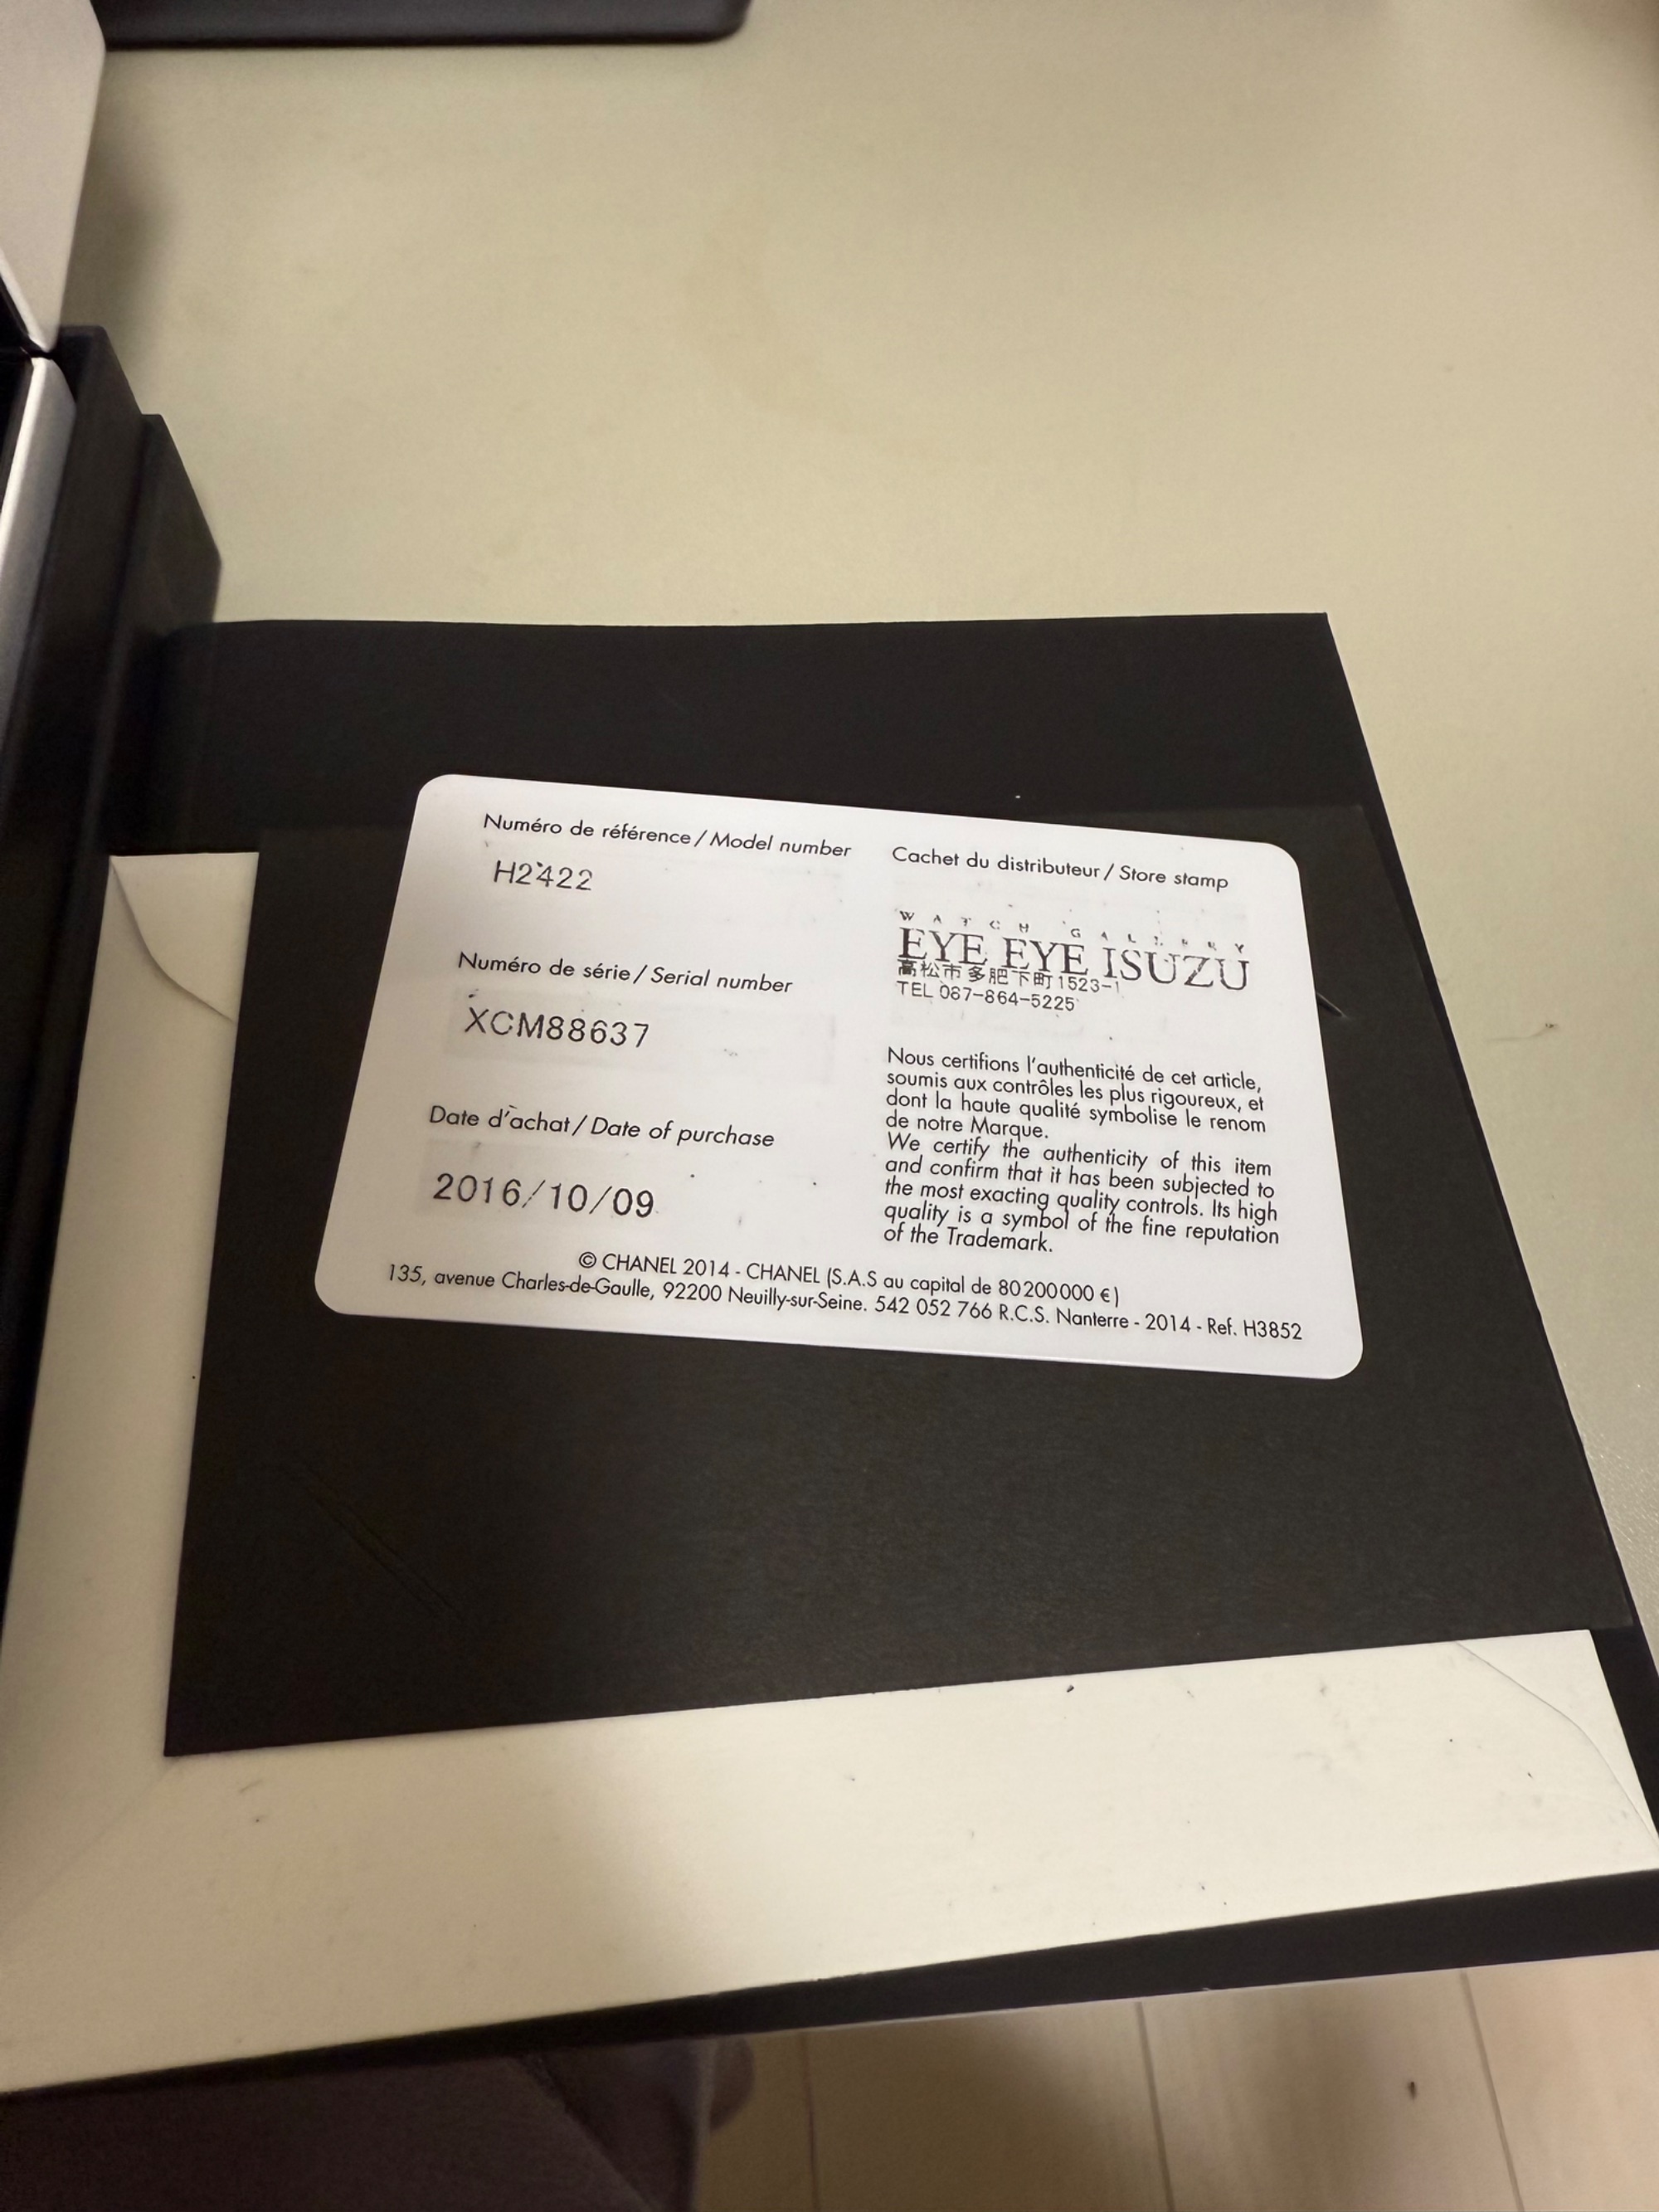 Numéro de référence / Model number
H2422
Numéro de série / Serial number
XCM88637
Date d'achat / Date of purchase
2016/10/09
Cachet du distributeur / Store stamp
WATCH GALLERY
EYE EYE ISUZU
高松市多肥下町1523-1
TEL 087-864-5225
Nous certifions l'authenticité de cet article,
soumis aux contrôles les plus rigoureux, et
dont la haute qualité symbolise le renom
de notre Marque.
We certify the authenticity of this item
and confirm that it has been subjected to
the most exacting quality controls. Its high
quality is a symbol of the fine reputation
of the Trademark.
© CHANEL 2014 - CHANEL (S.A.S au capital de 80 200 000 €)
135, avenue Charles-de-Gaulle, 92200 Neuilly-sur-Seine. 542 052 766 R.C.S. Nanterre - 2014 - Ref. H3852